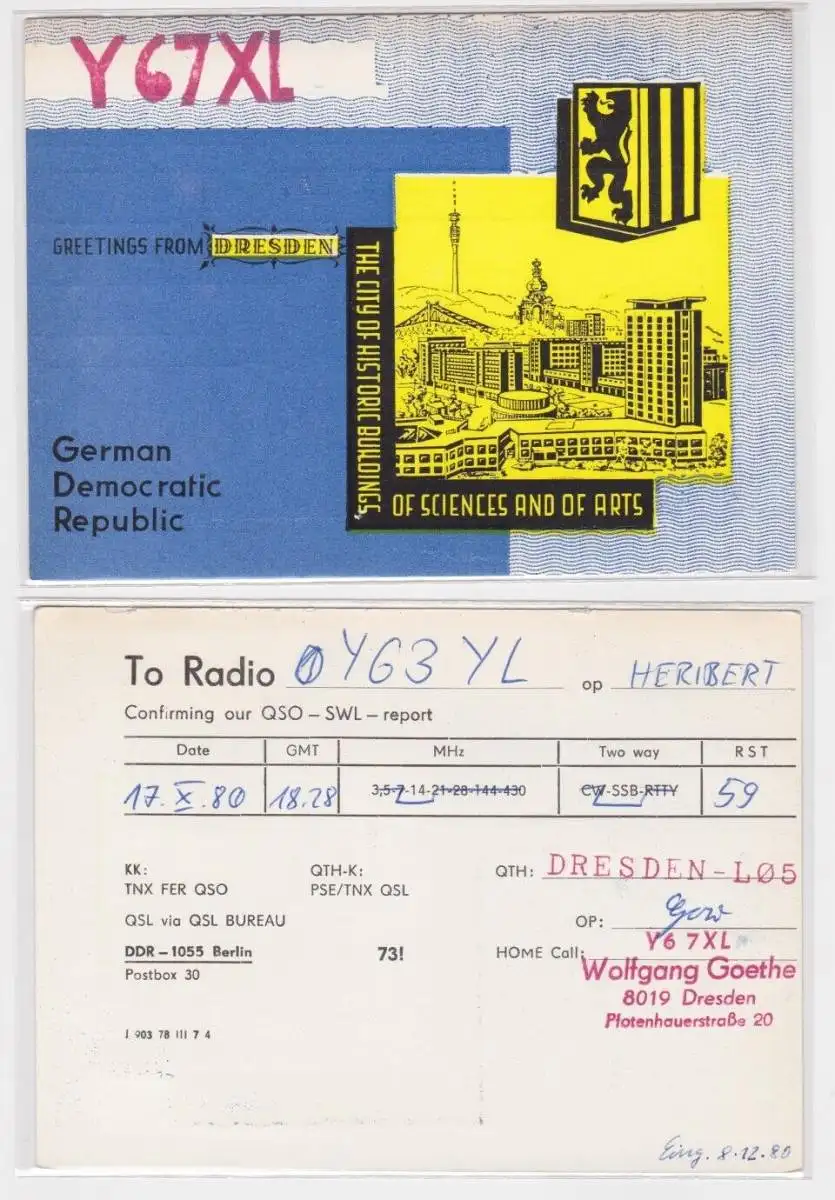 Y67XL
GREETINGS FROM DRESDEN
THE CITY OF HISTORIC BUILDINGS,
OF SCIENCES AND OF ARTS
German
Democratic
Republic
To Radio Y63YL op HERIBERT
Confirming our QSO – SWL – report
Date GMT MHz Two way RST
17. X. 80 18.28 3,5-7-14-21-28-144-430 CW-SSB-RTTY 59
KK: QTH-K: QTH: DRESDEN-LØ5
TNX FER QSO PSE/TNX QSL
QSL via QSL BUREAU OP:
DDR – 1055 Berlin 73! HOME Call: Y67XL
Postbox 30 Wolfgang Goethe
8019 Dresden
Pfotenhauerstraße 20
J 903 78 III 7 4
Eing. 8.12.80